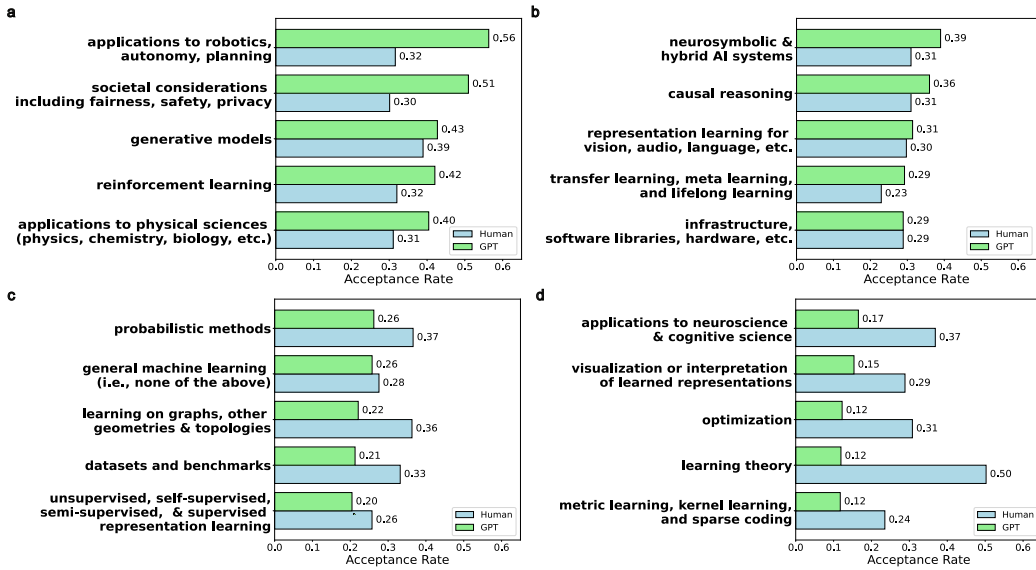 a
applications to robotics,
autonomy, planning
0.56
0.32
societal considerations
including fairness, safety, privacy
0.51
0.30
generative models
0.43
0.39
reinforcement learning
0.42
0.32
applications to physical sciences
(physics, chemistry, biology, etc.)
0.40
0.31
Human
GPT
0.0 0.1 0.2 0.3 0.4 0.5 0.6
Acceptance Rate
b
neurosymbolic &
hybrid AI systems
0.39
0.31
causal reasoning
0.36
0.31
representation learning for
vision, audio, language, etc.
0.31
0.30
transfer learning, meta learning,
and lifelong learning
0.29
0.23
infrastructure,
software libraries, hardware, etc.
0.29
0.29
Human
GPT
0.0 0.1 0.2 0.3 0.4 0.5 0.6
Acceptance Rate
c
probabilistic methods
0.26
0.37
general machine learning
(i.e., none of the above)
0.26
0.28
learning on graphs, other
geometries & topologies
0.22
0.36
datasets and benchmarks
0.21
0.33
unsupervised, self-supervised,
semi-supervised, & supervised
representation learning
0.20
0.26
Human
GPT
0.0 0.1 0.2 0.3 0.4 0.5 0.6
Acceptance Rate
d
applications to neuroscience
& cognitive science
0.17
0.37
visualization or interpretation
of learned representations
0.15
0.29
optimization
0.12
0.31
learning theory
0.12
0.50
metric learning, kernel learning,
and sparse coding
0.12
0.24
Human
GPT
0.0 0.1 0.2 0.3 0.4 0.5 0.6
Acceptance Rate